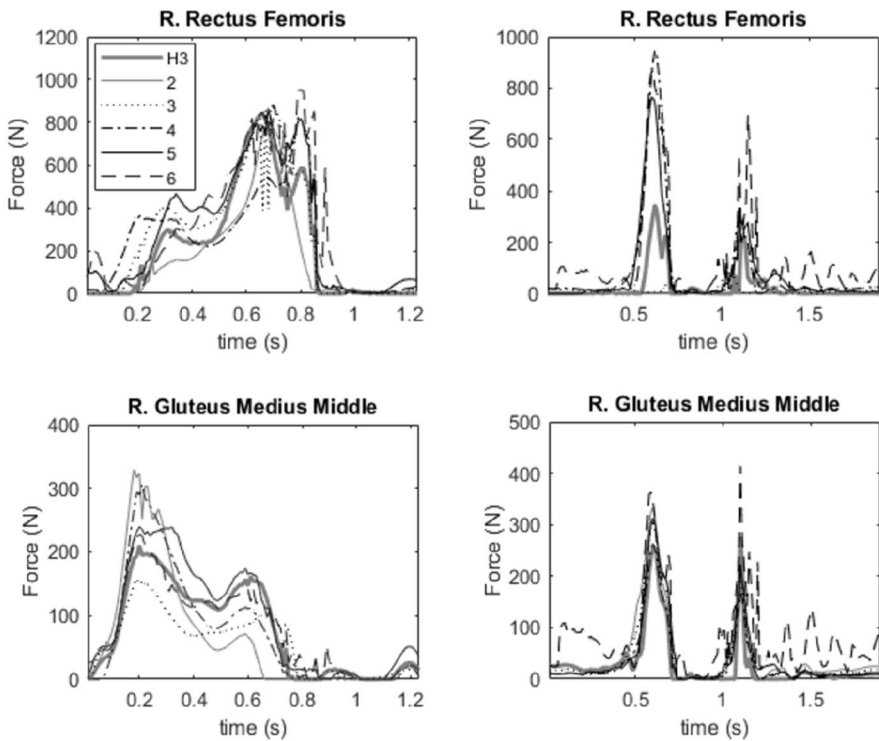 R. Rectus Femoris
1200
1000
800
600
400
200
0
Force (N)
H3
2
3
4
5
6
0.2 0.4 0.6 0.8 1 1.2
time (s)
R. Rectus Femoris
1000
800
600
400
200
0
Force (N)
0.5 1 1.5
time (s)
R. Gluteus Medius Middle
400
300
200
100
0
Force (N)
0.2 0.4 0.6 0.8 1 1.2
time (s)
R. Gluteus Medius Middle
500
400
300
200
100
0
Force (N)
0.5 1 1.5
time (s)